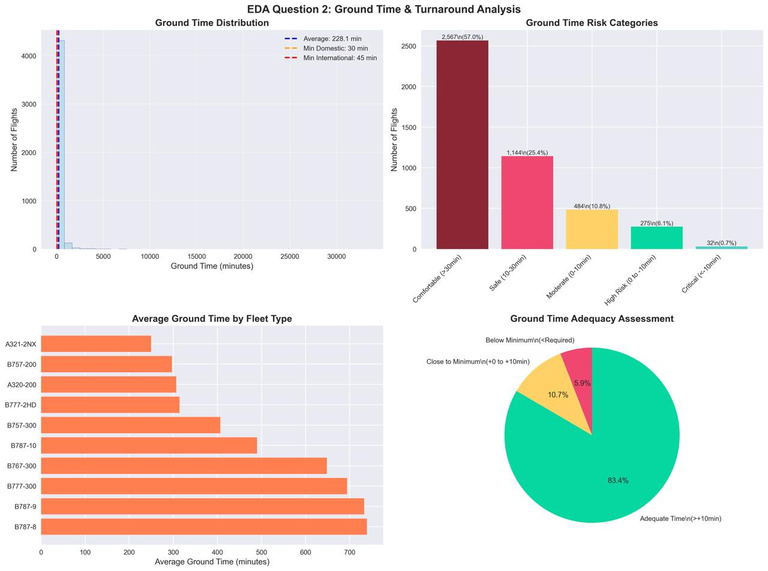 EDA Question 2: Ground Time & Turnaround Analysis
Ground Time Distribution
Average: 228.1 min
Min Domestic: 30 min
Min International: 45 min
Number of Flights
4000
3000
2000
1000
0
0
5000
10000
15000
20000
25000
30000
Ground Time (minutes)
Ground Time Risk Categories
Number of Flights
2500
2000
1500
1000
500
0
2,567\n(57.0%)
1,144\n(25.4%)
484\n(10.8%)
275\n(6.1%)
32\n(0.7%)
Comfortable (>30min)
Safe (10-30min)
Moderate (0-10min)
High Risk (0 to -10min)
Critical (<-10min)
Average Ground Time by Fleet Type
A321-2NX
B757-200
A320-200
B777-2HD
B757-300
B787-10
B767-300
B777-300
B787-9
B787-8
0
100
200
300
400
500
600
700
Average Ground Time (minutes)
Ground Time Adequacy Assessment
Below Minimum\n(<Required)
Close to Minimum\n(+0 to +10min)
5.9%
10.7%
83.4%
Adequate Time\n(>+10min)